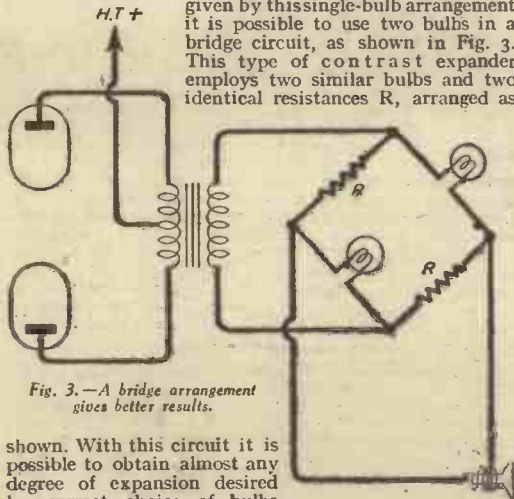 H.T +
given by thissingle-bulb arrangement
it is possible to use two bulbs in a
bridge circuit, as shown in Fig. 3.
This type of contrast expander
employs two similar bulbs and two
identical resistances R, arranged as
R
R
Fig. 3.—A bridge arrangement
gives better results.
shown. With this circuit it is
possible to obtain almost any
degree of expansion desired
choice of bulbs